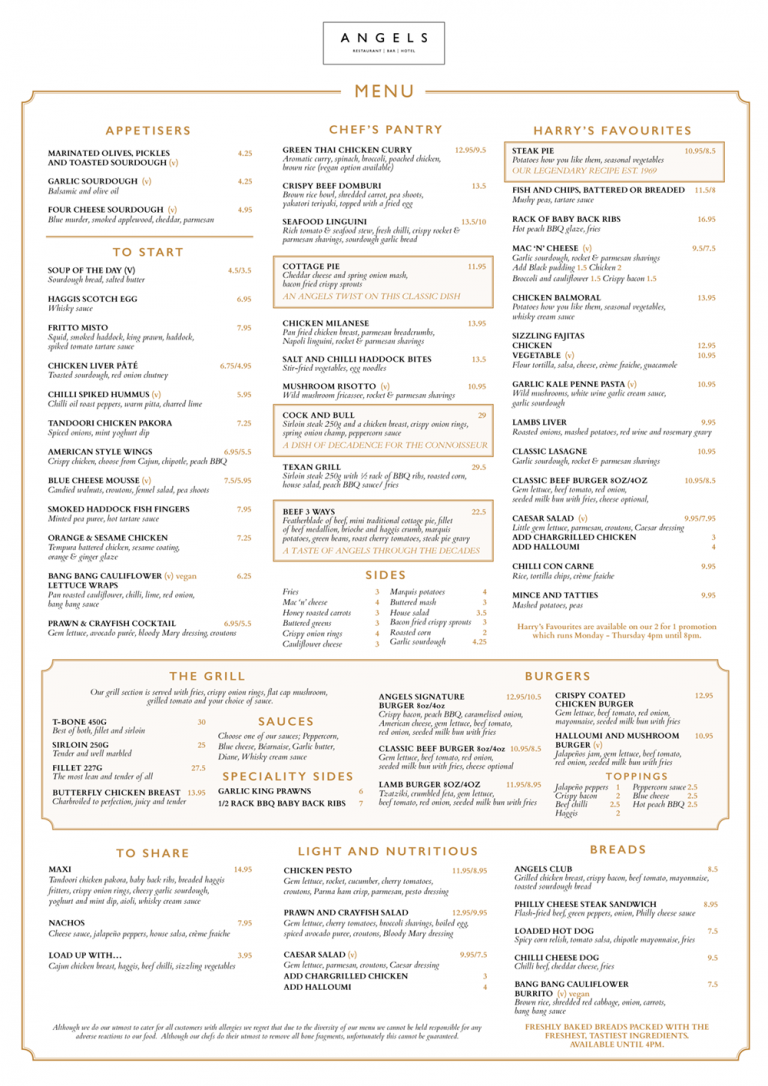 ANGELS
RESTAURANT | BAR | HOTEL
MENU
APPETISERS
MARINATED OLIVES, PICKLES
AND TOASTED SOURDOUGH (v) 4.25
GARLIC SOURDOUGH (v) 4.25
Balsamic and olive oil
FOUR CHEESE SOURDOUGH (v) 4.95
Blue murder, smoked applewood, cheddar, parmesan
TO START
SOUP OF THE DAY (V) 4.5/3.5
Sourdough bread, salted butter
HAGGIS SCOTCH EGG 6.95
Whisky sauce
FRITTO MISTO 7.95
Squid, smoked haddock, king prawn, haddock,
spiked tomato tartare sauce
CHICKEN LIVER PÂTÉ 6.75/4.95
Toasted sourdough, red onion chutney
CHILLI SPIKED HUMMUS (v) 5.95
Chilli oil roast peppers, warm pitta, charred lime
TANDOORI CHICKEN PAKORA 7.25
Spiced onions, mint yoghurt dip
AMERICAN STYLE WINGS 6.95/5.5
Crispy chicken, choose from Cajun, chipotle, peach BBQ
BLUE CHEESE MOUSSE (v) 7.5/5.95
Candied walnuts, croutons, fennel salad, pea shoots
SMOKED HADDOCK FISH FINGERS 7.95
Minted pea puree, hot tartare sauce
ORANGE & SESAME CHICKEN 7.25
Tempura battered chicken, sesame coating,
orange & ginger glaze
BANG BANG CAULIFLOWER (v) vegan 6.25
LETTUCE WRAPS
Pan roasted cauliflower, chilli, lime, red onion,
bang bang sauce
PRAWN & CRAYFISH COCKTAIL 6.95/5.5
Gem lettuce, avocado purée, bloody Mary dressing, croutons
CHEF'S PANTRY
GREEN THAI CHICKEN CURRY 12.95/9.5
Aromatic curry, spinach, broccoli, poached chicken,
brown rice (vegan option available)
CRISPY BEEF DOMBURI 13.5
Brown rice bowl, shredded carrot, pea shoots,
yakatori teriyaki, topped with a fried egg
SEAFOOD LINGUINI 13.5/10
Rich tomato & seafood stew, fresh chilli, crispy rocket &
parmesan shavings, sourdough garlic bread
COTTAGE PIE 11.95
Cheddar cheese and spring onion mash,
bacon fried crispy sprouts
AN ANGELS TWIST ON THIS CLASSIC DISH
CHICKEN MILANESE 13.95
Pan fried chicken breast, parmesan breadcrumbs,
Napoli linguini, rocket & parmesan shavings
SALT AND CHILLI HADDOCK BITES 13.5
Stir-fried vegetables, egg noodles
MUSHROOM RISOTTO (v) 10.95
Wild mushroom fricassee, rocket & parmesan shavings
COCK AND BULL 29
Sirloin steak 250g and a chicken breast, crispy onion rings,
spring onion champ, peppercorn sauce
A DISH OF DECADENCE FOR THE CONNOISSEUR
TEXAN GRILL 29.5
Sirloin steak 250g with ½ rack of BBQ ribs, roasted corn,
house salad, peach BBQ sauce/ fries
BEEF 3 WAYS 22.5
Featherblade of beef, mini traditional cottage pie, fillet
of beef medallion, brioche and haggis crumb, marquis
potatoes, green beans, roast cherry tomatoes, steak pie gravy
A TASTE OF ANGELS THROUGH THE DECADES
SIDES
Fries 3
Mac 'n' cheese 4
Honey roasted carrots 3
Buttered greens 3
Crispy onion rings 4
Cauliflower cheese 3
Marquis potatoes 4
Buttered mash 3
House salad 3.5
Bacon fried crispy sprouts 3
Roasted corn 2
Garlic sourdough 4.25
HARRY'S FAVOURITES
STEAK PIE 10.95/8.5
Potatoes how you like them, seasonal vegetables
OUR LEGENDARY RECIPE EST. 1969
FISH AND CHIPS, BATTERED OR BREADED 11.5/8
Mushy peas, tartare sauce
RACK OF BABY BACK RIBS 16.95
Hot peach BBQ glaze, fries
MAC 'N' CHEESE (v) 9.5/7.5
Garlic sourdough, rocket & parmesan shavings
Add Black pudding 1.5 Chicken 2
Broccoli and cauliflower 1.5 Crispy bacon 1.5
CHICKEN BALMORAL 13.95
Potatoes how you like them, seasonal vegetables,
whisky cream sauce
SIZZLING FAJITAS
CHICKEN 12.95
VEGETABLE (v) 10.95
Flour tortilla, salsa, cheese, crème fraiche, guacamole
GARLIC KALE PENNE PASTA (v) 10.95
Wild mushrooms, white wine garlic cream sauce,
garlic sourdough
LAMBS LIVER 9.95
Roasted onions, mashed potatoes, red wine and rosemary gravy
CLASSIC LASAGNE 10.95
Garlic sourdough, rocket & parmesan shavings
CLASSIC BEEF BURGER 8OZ/4OZ 10.95/8.5
Gem lettuce, beef tomato, red onion,
seeded milk bun with fries, cheese optional,
CAESAR SALAD (v) 9.95/7.95
Little gem lettuce, parmesan, croutons, Caesar dressing
ADD CHARGRILLED CHICKEN 3
ADD HALLOUMI 4
CHILLI CON CARNE 9.95
Rice, tortilla chips, crème fraiche
MINCE AND TATTIES 9.95
Mashed potatoes, peas
Harry's Favourites are available on our 2 for 1 promotion
which runs Monday - Thursday 4pm until 8pm.
THE GRILL
Our grill section is served with fries, crispy onion rings, flat cap mushroom,
grilled tomato and your choice of sauce.
T-BONE 450G 30
Best of both, fillet and sirloin
SIRLOIN 250G 25
Tender and well marbled
FILLET 227G 27.5
The most lean and tender of all
BUTTERFLY CHICKEN BREAST 13.95
Charbroiled to perfection, juicy and tender
SAUCES
Choose one of our sauces; Peppercorn,
Blue cheese, Béarnaise, Garlic butter,
Diane, Whisky cream sauce
SPECIALITY SIDES
GARLIC KING PRAWNS 6
1/2 RACK BBQ BABY BACK RIBS 7
BURGERS
ANGELS SIGNATURE 12.95/10.5
BURGER 8oz/4oz
Crispy bacon, peach BBQ, caramelised onion,
American cheese, gem lettuce, beef tomato,
red onion, seeded milk bun with fries
CLASSIC BEEF BURGER 8oz/4oz 10.95/8.5
Gem lettuce, beef tomato, red onion,
seeded milk bun with fries, cheese optional
LAMB BURGER 8OZ/4OZ 11.95/8.95
Tzatziki, crumbled feta, gem lettuce,
beef tomato, red onion, seeded milk bun with fries
CRISPY COATED 12.95
CHICKEN BURGER
Gem lettuce, beef tomato, red onion,
mayonnaise, seeded milk bun with fries
HALLOUMI AND MUSHROOM 10.95
BURGER (v)
Jalapeños jam, gem lettuce, beef tomato,
red onion, seeded milk bun with fries
TOPPINGS
Jalapeño peppers 1
Crispy bacon 2
Beef chilli 2.5
Haggis 2
Peppercorn sauce 2.5
Blue cheese 2.5
Hot peach BBQ 2.5
TO SHARE
MAXI 14.95
Tandoori chicken pakora, baby back ribs, breaded haggis
fritters, crispy onion rings, cheesy garlic sourdough,
yoghurt and mint dip, aioli, whisky cream sauce
NACHOS 7.95
Cheese sauce, jalapeño peppers, house salsa, crème fraiche
LOAD UP WITH... 3.95
Cajun chicken breast, haggis, beef chilli, sizzling vegetables
LIGHT AND NUTRITIOUS
CHICKEN PESTO 11.95/8.95
Gem lettuce, rocket, cucumber, cherry tomatoes,
croutons, Parma ham crisp, parmesan, pesto dressing
PRAWN AND CRAYFISH SALAD 12.95/9.95
Gem lettuce, cherry tomatoes, broccoli shavings, boiled egg,
spiced avocado puree, croutons, Bloody Mary dressing
CAESAR SALAD (v) 9.95/7.5
Gem lettuce, parmesan, croutons, Caesar dressing
ADD CHARGRILLED CHICKEN 3
ADD HALLOUMI 4
BREADS
ANGELS CLUB 8.5
Grilled chicken breast, crispy bacon, beef tomato, mayonnaise,
toasted sourdough bread
PHILLY CHEESE STEAK SANDWICH 8.95
Flash-fried beef, green peppers, onion, Philly cheese sauce
LOADED HOT DOG 7.5
Spicy corn relish, tomato salsa, chipotle mayonnaise, fries
CHILLI CHEESE DOG 9.5
Chilli beef, cheddar cheese, fries
BANG BANG CAULIFLOWER 7.5
BURRITO (v) vegan
Brown rice, shredded red cabbage, onion, carrots,
bang bang sauce
FRESHLY BAKED BREADS PACKED WITH THE
FRESHEST, TASTIEST INGREDIENTS.
AVAILABLE UNTIL 4PM.
Although we do our utmost to cater for all customers with allergies we regret that due to the diversity of our menu we cannot be held responsible for any
adverse reactions to our food. Although our chefs do their utmost to remove all bone fragments, unfortunately this cannot be guaranteed.